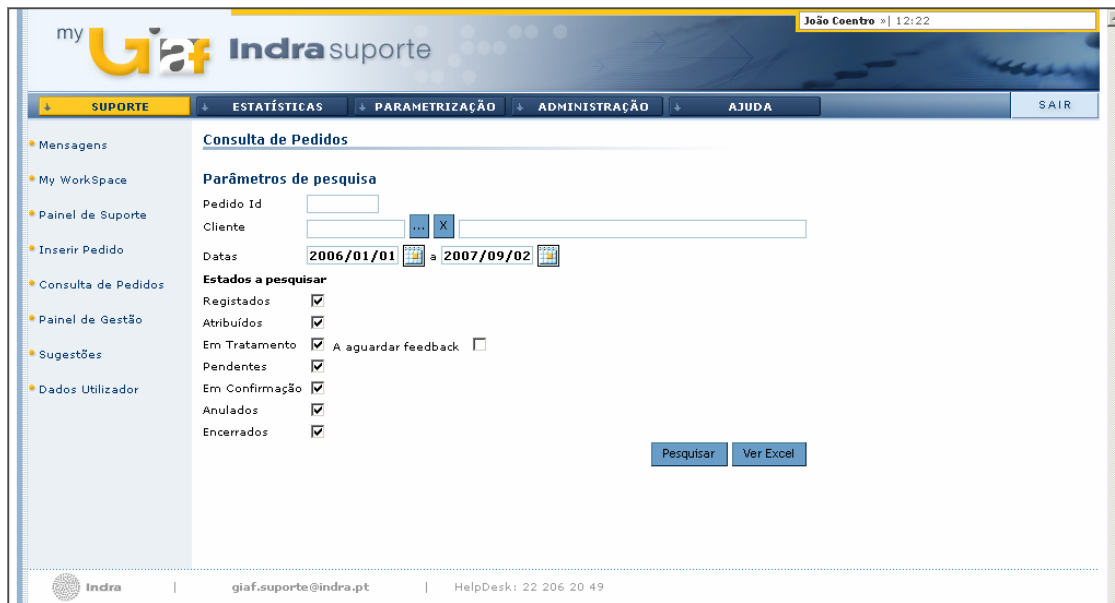 João Coentro »| 12:22
my Giaf Indra suporte
SUPORTE ESTATÍSTICAS PARAMETRIZAÇÃO ADMINISTRAÇÃO AJUDA SAIR
Mensagens
My WorkSpace
Painel de Suporte
Inserir Pedido
Consulta de Pedidos
Painel de Gestão
Sugestões
Dados Utilizador
Consulta de Pedidos
Parâmetros de pesquisa
Pedido Id
Cliente ... X
Datas 2006/01/01 a 2007/09/02
Estados a pesquisar
Registados
Atribuídos
Em Tratamento A aguardar feedback
Pendentes
Em Confirmação
Anulados
Encerrados
Pesquisar Ver Excel
Indra | giaf.suporte@indra.pt | HelpDesk: 22 206 20 49